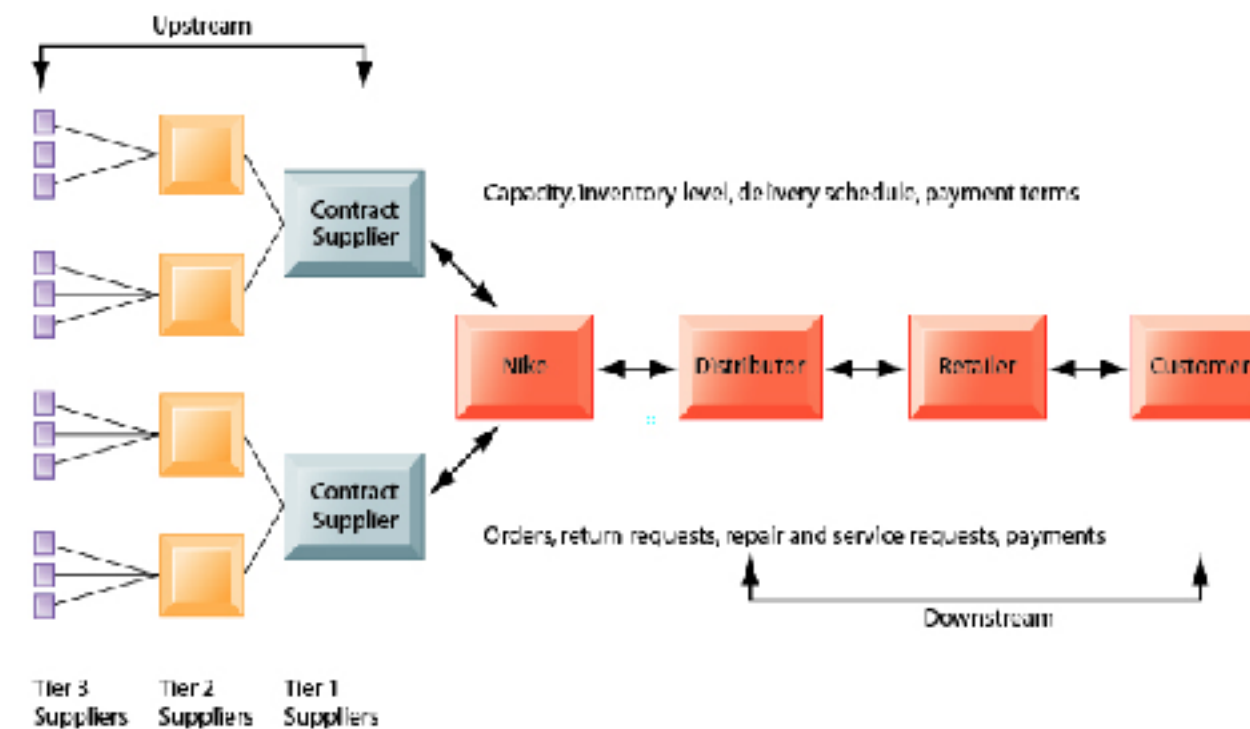 Upstream
Contract
Supplier
Capacity, inventory level, delivery schedule, payment terms
Nike
Distributor
Retailer
Customer
Contract
Supplier
Orders, return requests, repair and service requests, payments
Downstream
Tier 3
Suppliers
Tier 2
Suppliers
Tier 1
Suppliers